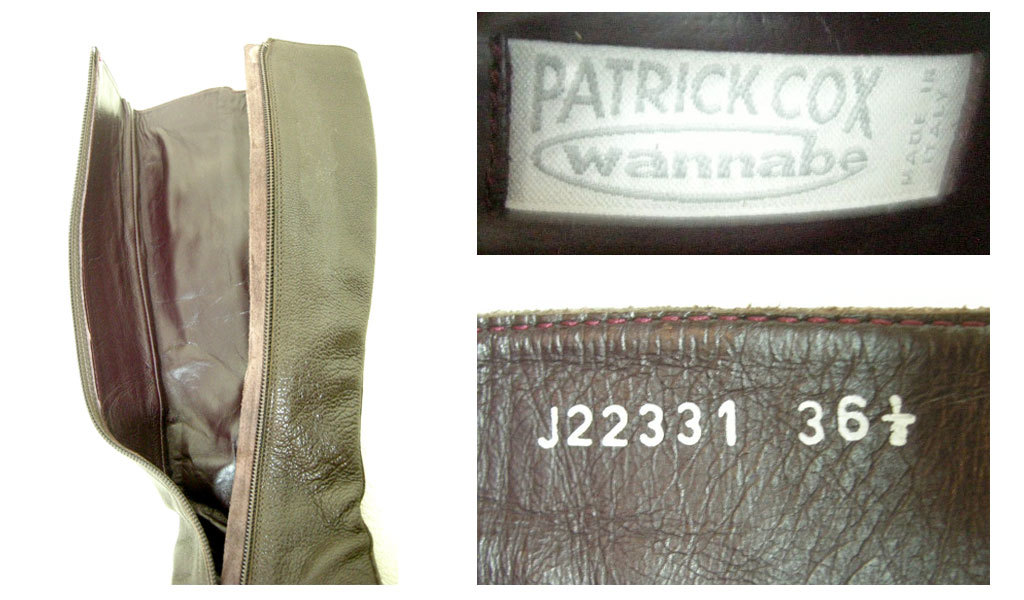 PATRICK COX
wannabe
MADE IN
ITALY
J22331 36½